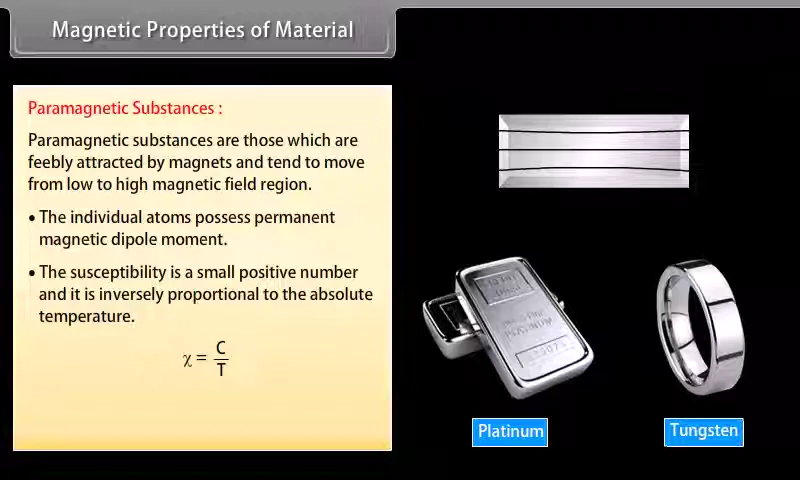 Magnetic Properties of Material
Paramagnetic Substances :
Paramagnetic substances are those which are
feebly attracted by magnets and tend to move
from low to high magnetic field region.
• The individual atoms possess permanent
magnetic dipole moment.
• The susceptibility is a small positive number
and it is inversely proportional to the absolute
temperature.
χ = C/T
PLATINUM
Platinum
Tungsten